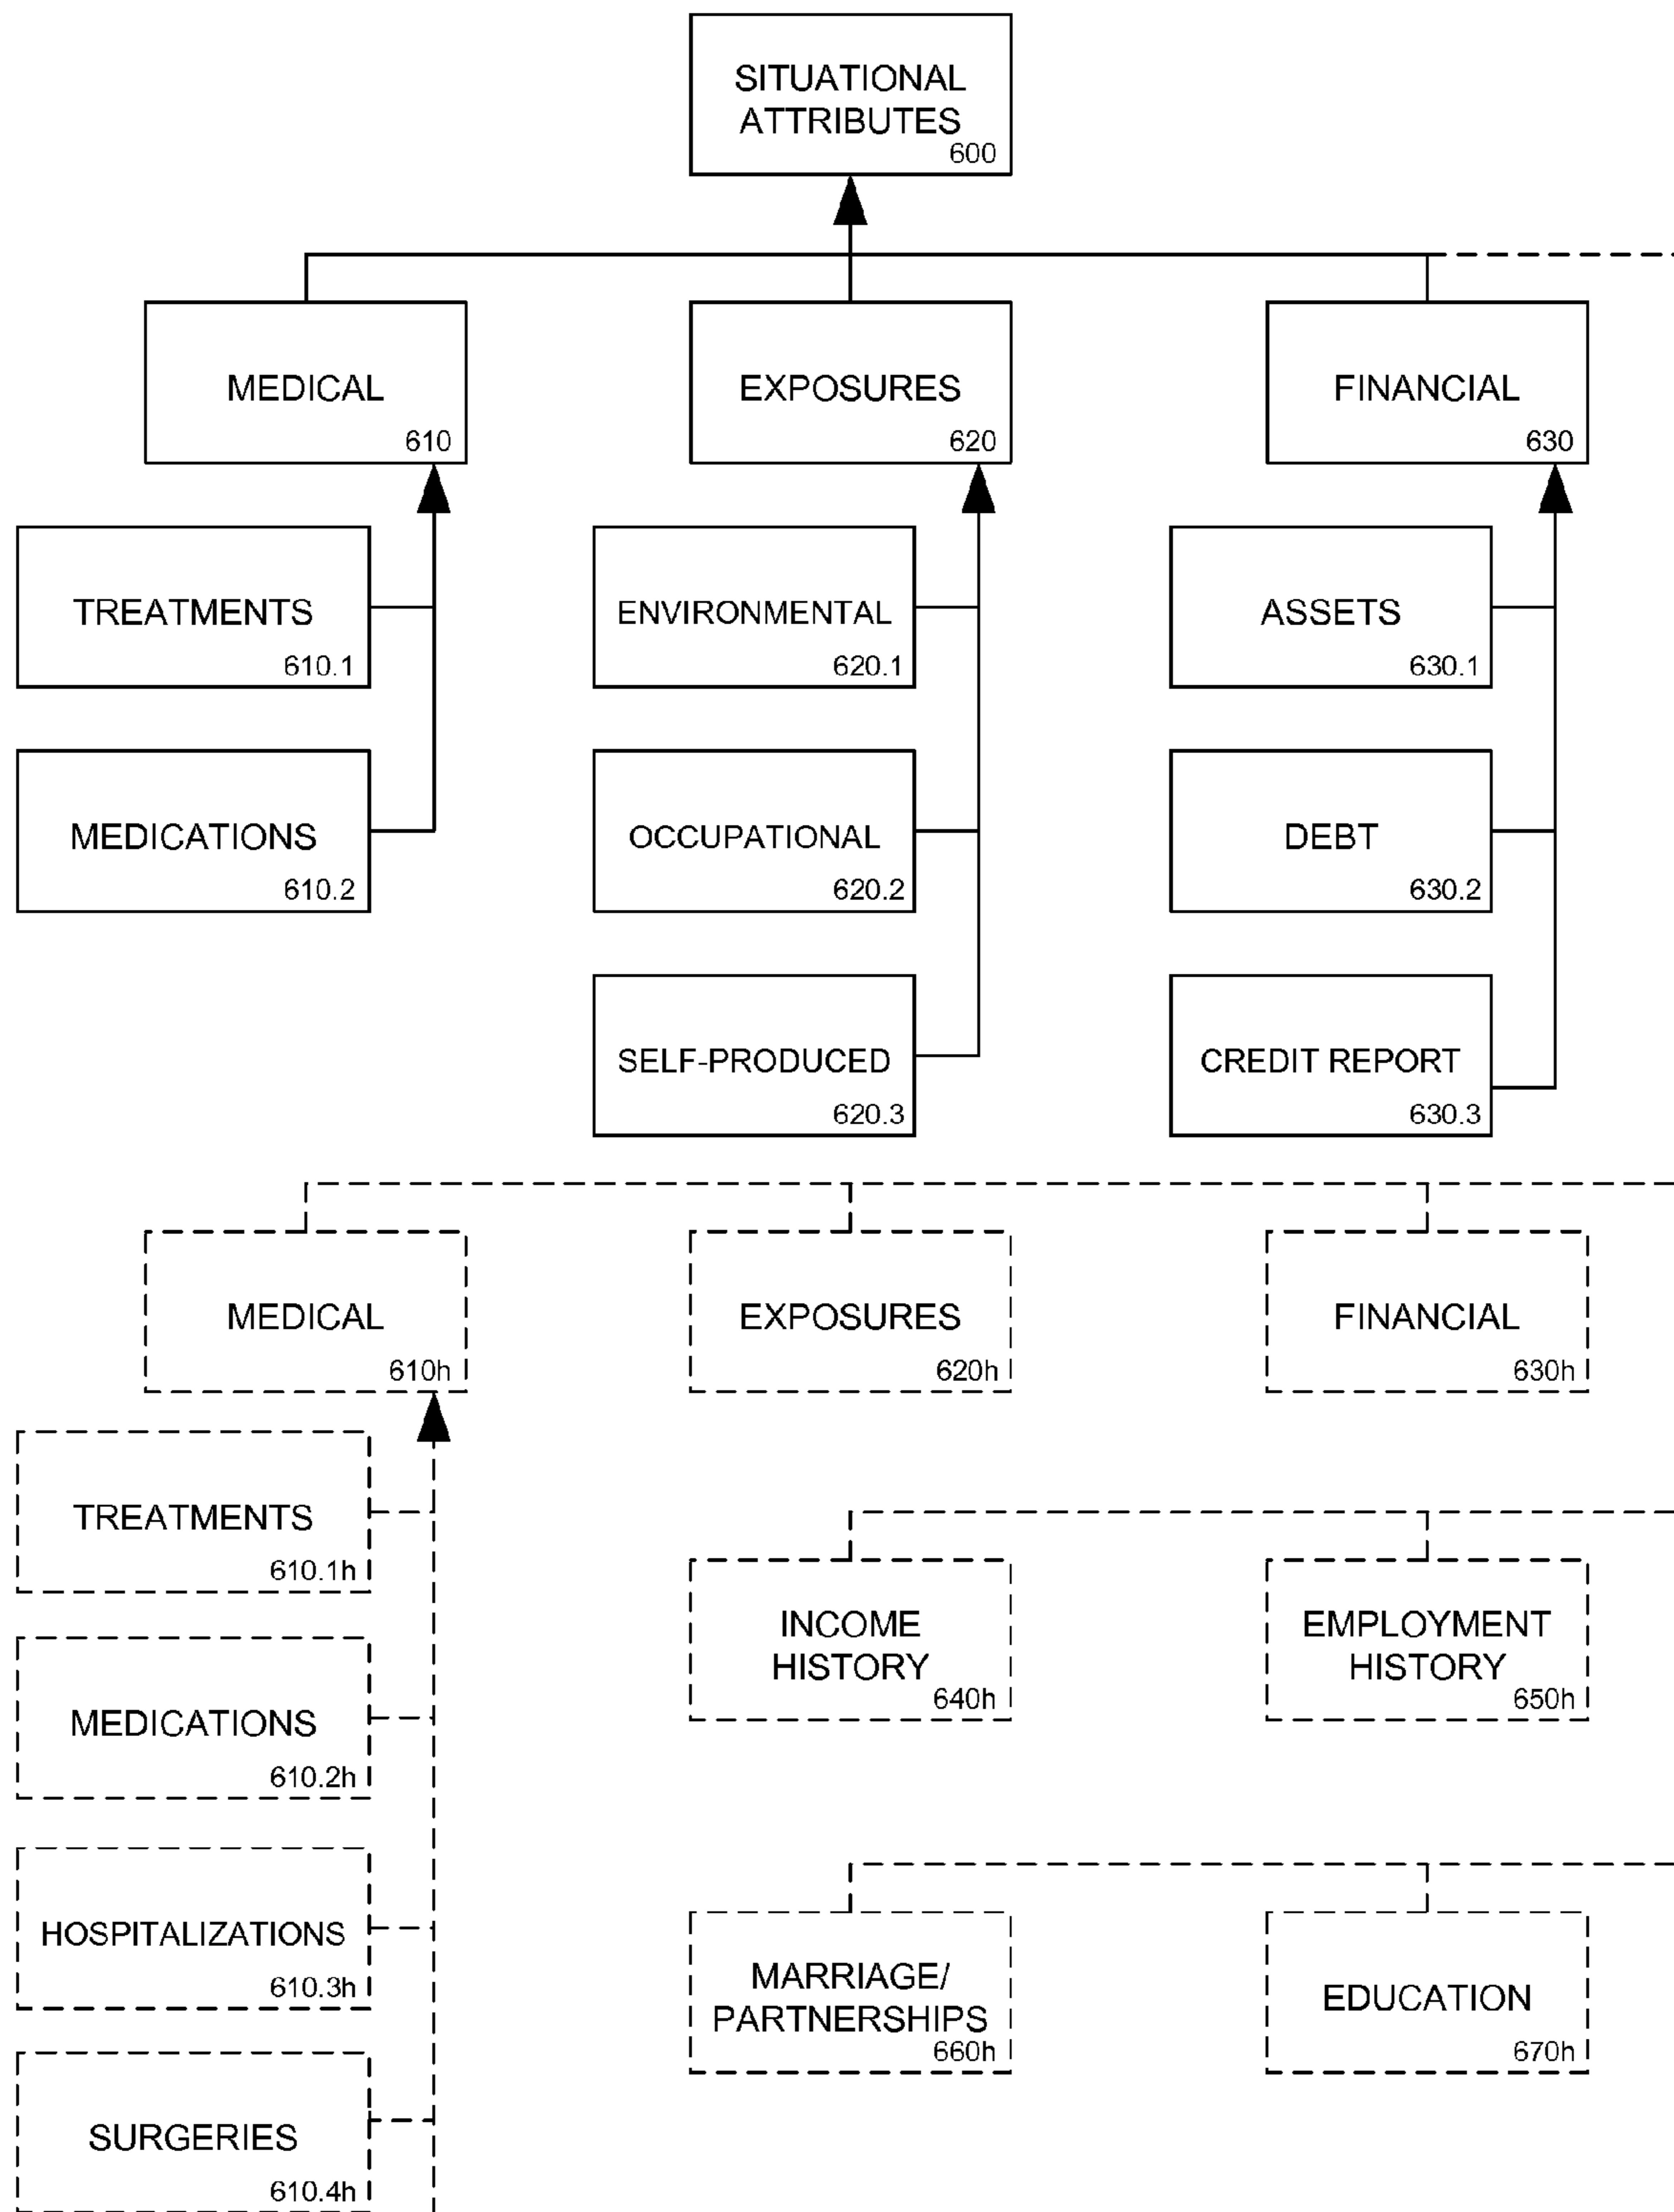 SITUATIONAL
ATTRIBUTES
600
MEDICAL
610
EXPOSURES
620
FINANCIAL
630
TREATMENTS
610.1
ENVIRONMENTAL
620.1
ASSETS
630.1
MEDICATIONS
610.2
OCCUPATIONAL
620.2
DEBT
630.2
SELF-PRODUCED
620.3
CREDIT REPORT
630.3
MEDICAL
610h
EXPOSURES
620h
FINANCIAL
630h
TREATMENTS
610.1h
INCOME
HISTORY
640h
EMPLOYMENT
HISTORY
650h
MEDICATIONS
610.2h
HOSPITALIZATIONS
610.3h
MARRIAGE/
PARTNERSHIPS
660h
EDUCATION
670h
SURGERIES
610.4h